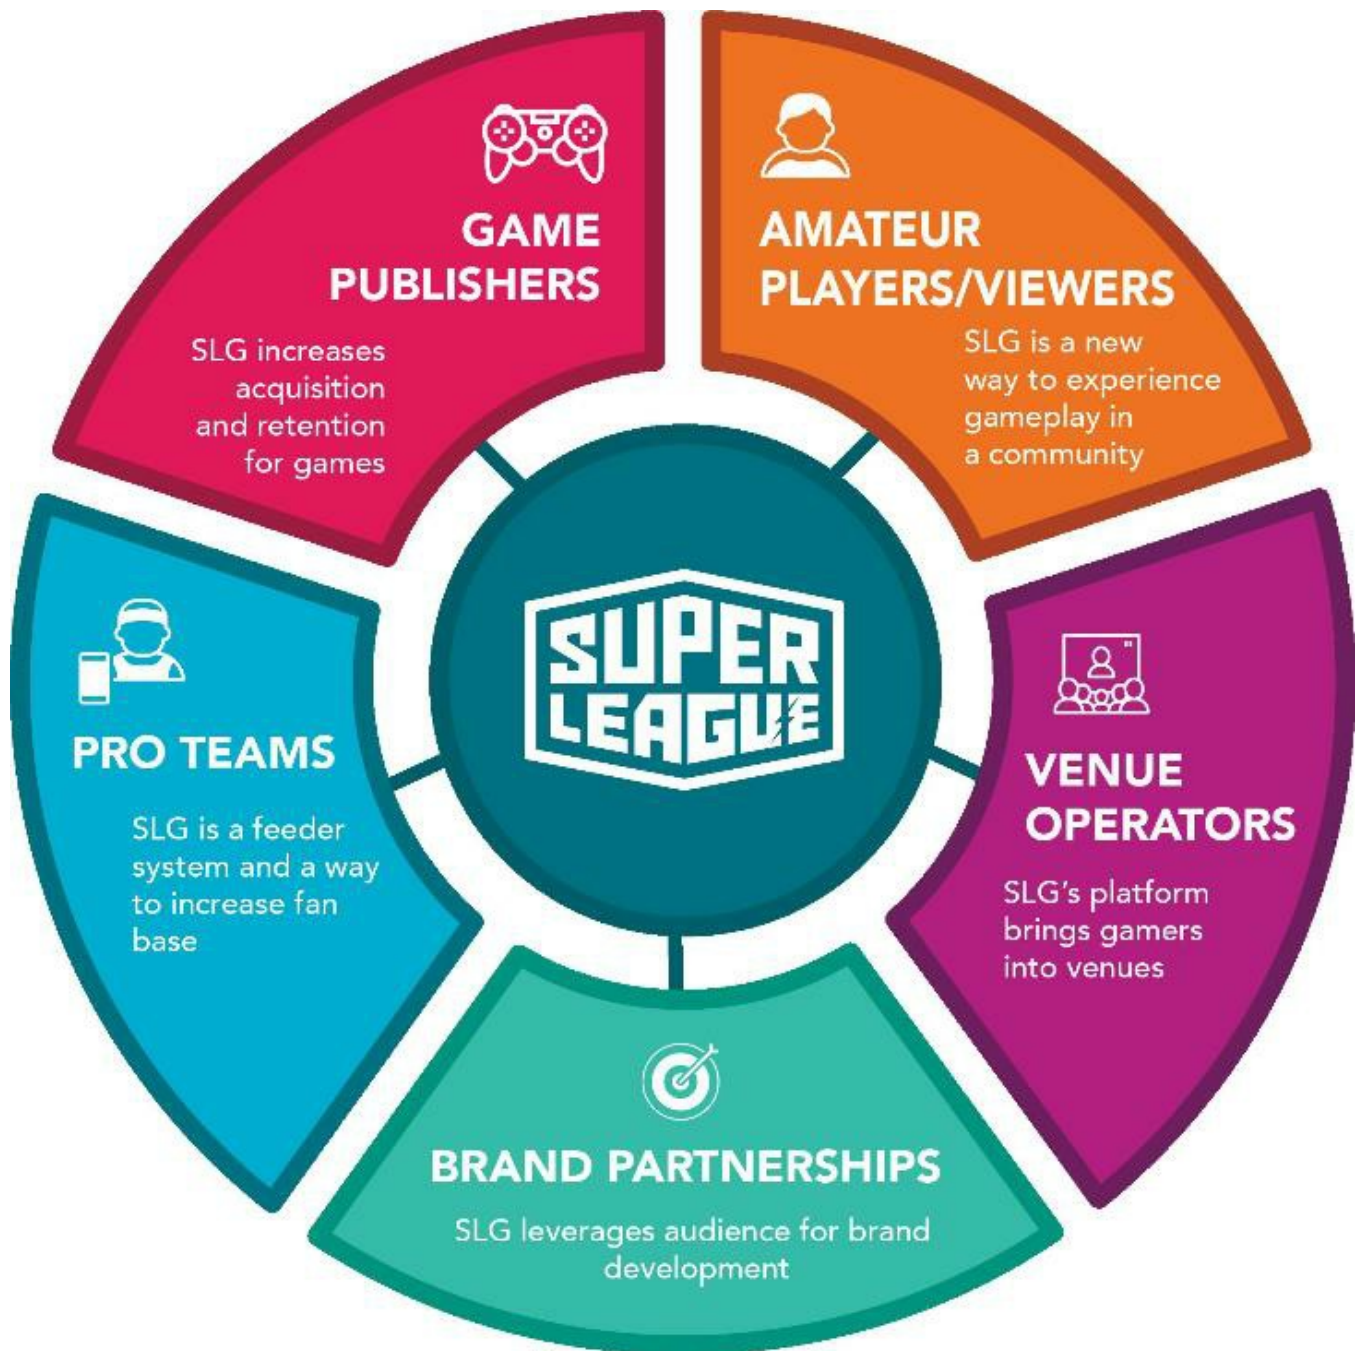 GAME
PUBLISHERS
SLG increases
acquisition
and retention
for games
AMATEUR
PLAYERS/VIEWERS
SLG is a new
way to experience
gameplay in
a community
SUPER
LEAGUE
PRO TEAMS
SLG is a feeder
system and a way
to increase fan
base
VENUE
OPERATORS
SLG's platform
brings gamers
into venues
BRAND PARTNERSHIPS
SLG leverages audience for brand
development